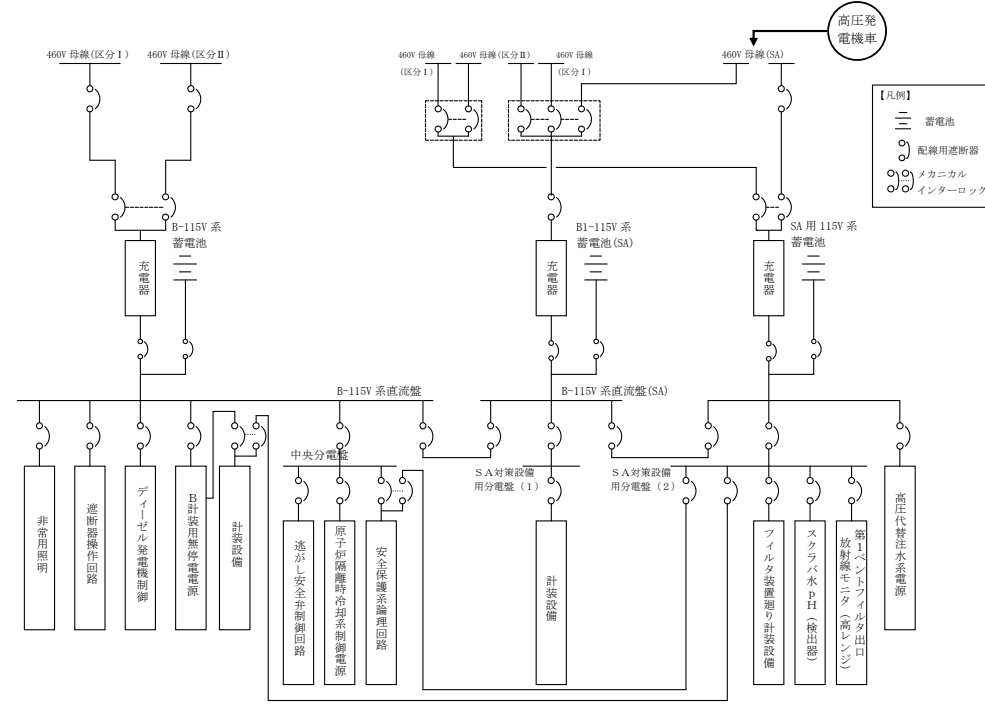 高圧発
電機車
460V 母線(区分Ⅰ)
460V 母線(区分Ⅱ)
460V 母線
(区分Ⅰ)
460V 母線(区分Ⅱ)
460V 母線
(区分Ⅰ)
460V 母線(SA)
【凡例】
蓄電池
配線用遮断器
メカニカル
インターロック
B-115V 系
蓄電池
B1-115V 系
蓄電池(SA)
SA 用 115V 系
蓄電池
充電器
充電器
充電器
B-115V 系直流盤
B-115V 系直流盤(SA)
中央分電盤
SA対策設備
用分電盤(1)
SA対策設備
用分電盤(2)
非常用照明
遮断器操作回路
ディーゼル発電機制御
B計装用無停電電源
計装設備
逃がし安全弁制御回路
原子炉隔離時冷却系制御電源
安全保護系論理回路
計装設備
フィルタ装置廻り計装設備
スクラバ水pH(検出器)
第1ベントフィルタ出口
放射線モニタ(高レンジ)
高圧代替注水系電源